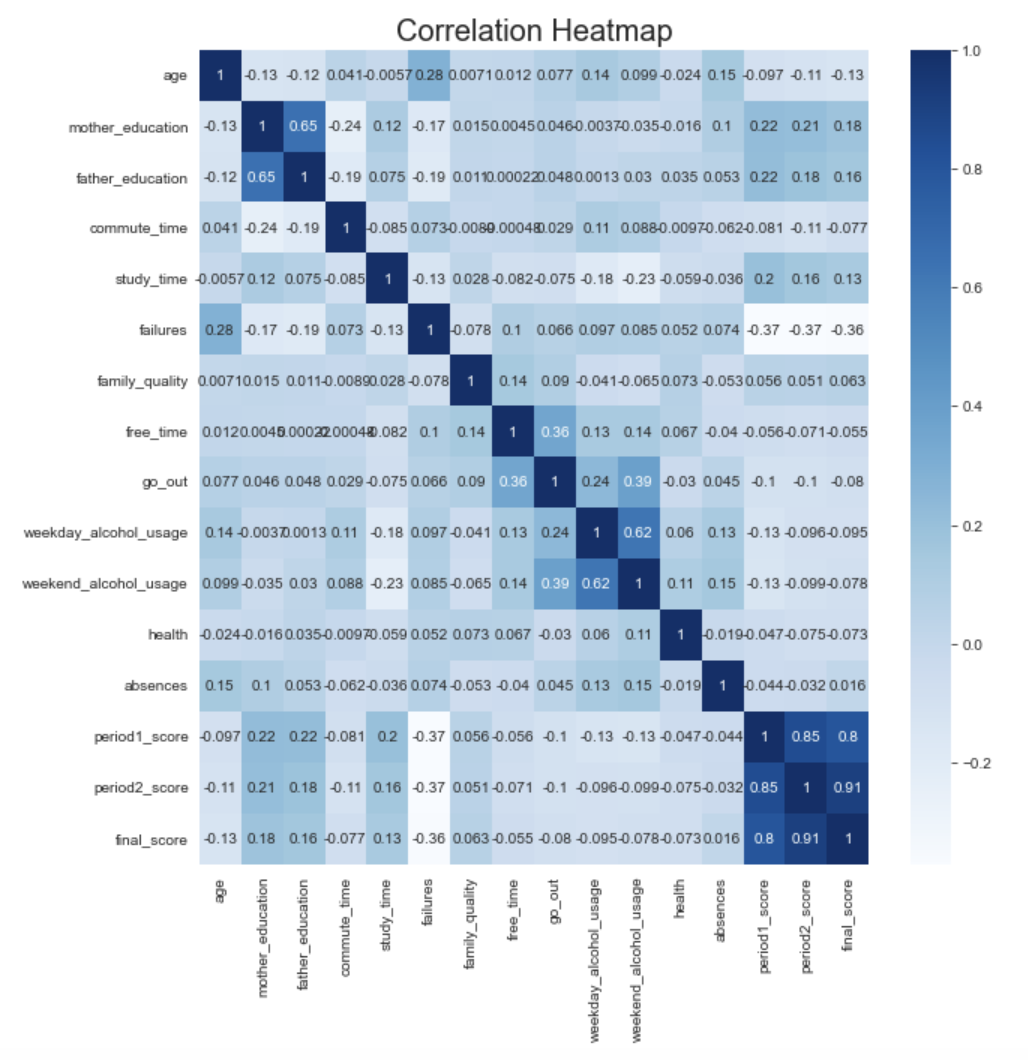 Correlation Heatmap
age 1 -0.13 -0.12 0.041 -0.0057 0.28 0.0071 0.012 0.077 0.14 0.099 -0.024 0.15 -0.097 -0.11 -0.13
mother_education -0.13 1 0.65 -0.24 0.12 -0.17 0.015 0.0045 0.046 -0.0037 -0.035 -0.016 0.1 0.22 0.21 0.18
father_education -0.12 0.65 1 -0.19 0.075 -0.19 0.011 0.00022 0.048 0.0013 0.03 0.035 0.053 0.22 0.18 0.16
commute_time 0.041 -0.24 -0.19 1 -0.085 0.073 -0.0089 -0.00048 0.029 0.11 0.088 -0.0097 -0.062 -0.081 -0.11 -0.077
study_time -0.0057 0.12 0.075 -0.085 1 -0.13 0.028 -0.082 -0.075 -0.18 -0.23 -0.059 -0.036 0.2 0.16 0.13
failures 0.28 -0.17 -0.19 0.073 -0.13 1 -0.078 0.1 0.066 0.097 0.085 0.052 0.074 -0.37 -0.37 -0.36
family_quality 0.0071 0.015 0.011 -0.0089 0.028 -0.078 1 0.14 0.09 -0.041 -0.065 0.073 -0.053 0.056 0.051 0.063
free_time 0.012 0.0045 0.00022 -0.00048 -0.082 0.1 0.14 1 0.36 0.13 0.14 0.067 -0.04 -0.056 -0.071 -0.055
go_out 0.077 0.046 0.048 0.029 -0.075 0.066 0.09 0.36 1 0.24 0.39 -0.03 0.045 -0.1 -0.1 -0.08
weekday_alcohol_usage 0.14 -0.0037 0.0013 0.11 -0.18 0.097 -0.041 0.13 0.24 1 0.62 0.06 0.13 -0.13 -0.096 -0.095
weekend_alcohol_usage 0.099 -0.035 0.03 0.088 -0.23 0.085 -0.065 0.14 0.39 0.62 1 0.11 0.15 -0.13 -0.099 -0.078
health -0.024 -0.016 0.035 -0.0097 -0.059 0.052 0.073 0.067 -0.03 0.06 0.11 1 -0.019 -0.047 -0.075 -0.073
absences 0.15 0.1 0.053 -0.062 -0.036 0.074 -0.053 -0.04 0.045 0.13 0.15 -0.019 1 -0.044 -0.032 0.016
period1_score -0.097 0.22 0.22 -0.081 0.2 -0.37 0.056 -0.056 -0.1 -0.13 -0.13 -0.047 -0.044 1 0.85 0.8
period2_score -0.11 0.21 0.18 -0.11 0.16 -0.37 0.051 -0.071 -0.1 -0.096 -0.099 -0.075 -0.032 0.85 1 0.91
final_score -0.13 0.18 0.16 -0.077 0.13 -0.36 0.063 -0.055 -0.08 -0.095 -0.078 -0.073 0.016 0.8 0.91 1
age
mother_education
father_education
commute_time
study_time
failures
family_quality
free_time
go_out
weekday_alcohol_usage
weekend_alcohol_usage
health
absences
period1_score
period2_score
final_score
1.0
0.8
0.6
0.4
0.2
0.0
−0.2